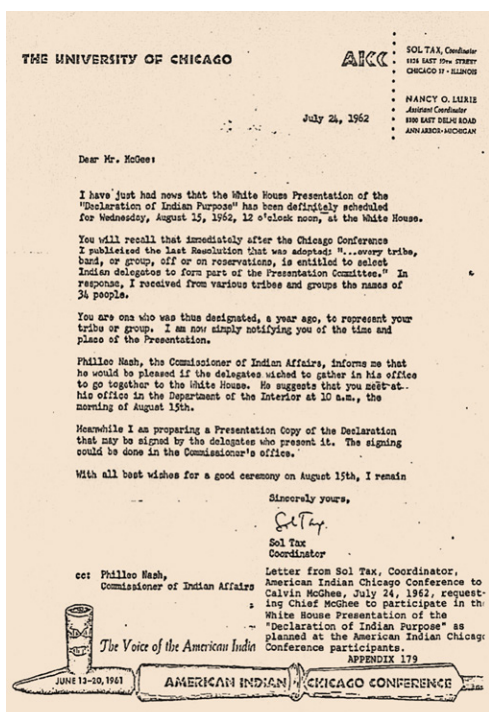 THE UNIVERSITY OF CHICAGO
AICC
SOL TAX, Coordinator
1126 EAST 59TH STREET
CHICAGO 37 • ILLINOIS
NANCY O. LURIE
Assistant Coordinator
ANN ARBOR • MICHIGAN
July 24, 1962
Dear Mr. McGee:
I have just had news that the White House Presentation of the
"Declaration of Indian Purpose" has been definitely scheduled
for Wednesday, August 15, 1962, 12 o'clock noon, at the White House.
You will recall that immediately after the Chicago Conference
I publicized the last Resolution that was adopted: "...every tribe,
band, or group, off or on reservations, is entitled to select
Indian delegates to form part of the Presentation Committee." In
response, I received from various tribes and groups the names of
34 people.
You are one who was thus designated, a year ago, to represent your
tribe or group. I am now simply notifying you of the time and
place of the Presentation.
Philleo Nash, the Commissioner of Indian Affairs, informs me that
he would be pleased if the delegates wished to gather in his office
to go together to the White House. He suggests that you meet at
his office in the Department of the Interior at 10 a.m., the
morning of August 15th.
Meanwhile I am preparing a Presentation Copy of the Declaration
that may be signed by the delegates who present it. The signing
could be done in the Commissioner's office.
With all best wishes for a good ceremony on August 15th, I remain
Sincerely yours,
Sol Tax
Sol Tax
Coordinator
cc: Philleo Nash,
Commissioner of Indian Affairs
Letter from Sol Tax, Coordinator,
American Indian Chicago Conference to
Calvin McGhee, July 24, 1962, request-
ing Chief McGhee to participate in th
White House Presentation of the
"Declaration of Indian Purpose" as
planned at the American Indian Chicag
Conference participants.
APPENDIX 179
The Voice of the American India
JUNE 13-20, 1961
AMERICAN INDIAN CHICAGO CONFERENCE